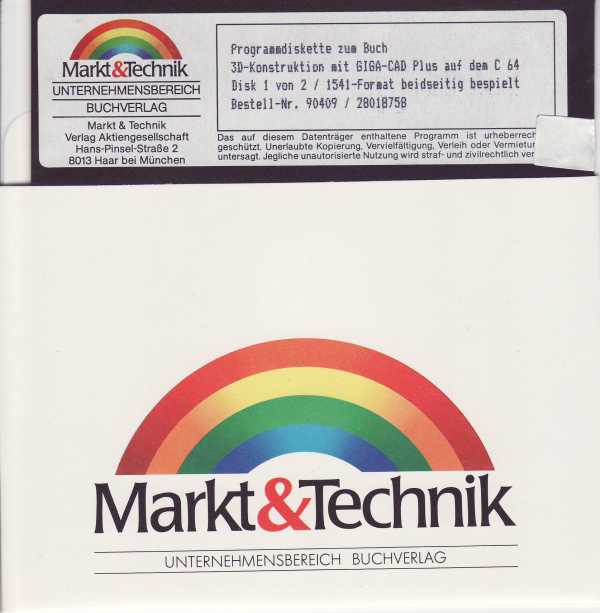 Markt&Technik
UNTERNEHMENSBEREICH
BUCHVERLAG
Markt & Technik
Verlag Aktiengesellschaft
Hans-Pinsel-Straße 2
8013 Haar bei München
Programmdiskette zum Buch
3D-Konstruktion mit GIGA-CAD Plus auf dem C 64
Disk 1 von 2 / 1541-Format beidseitig bespielt
Bestell-Nr. 90409 / 28018758
Das auf diesem Datenträger enthaltene Programm ist urheberrech
geschützt. Unerlaubte Kopierung, Vervielfältigung, Verleih oder Vermietun
untersagt. Jegliche unautorisierte Nutzung wird straf- und zivilrechtlich ver
Markt&Technik
UNTERNEHMENSBEREICH BUCHVERLAG